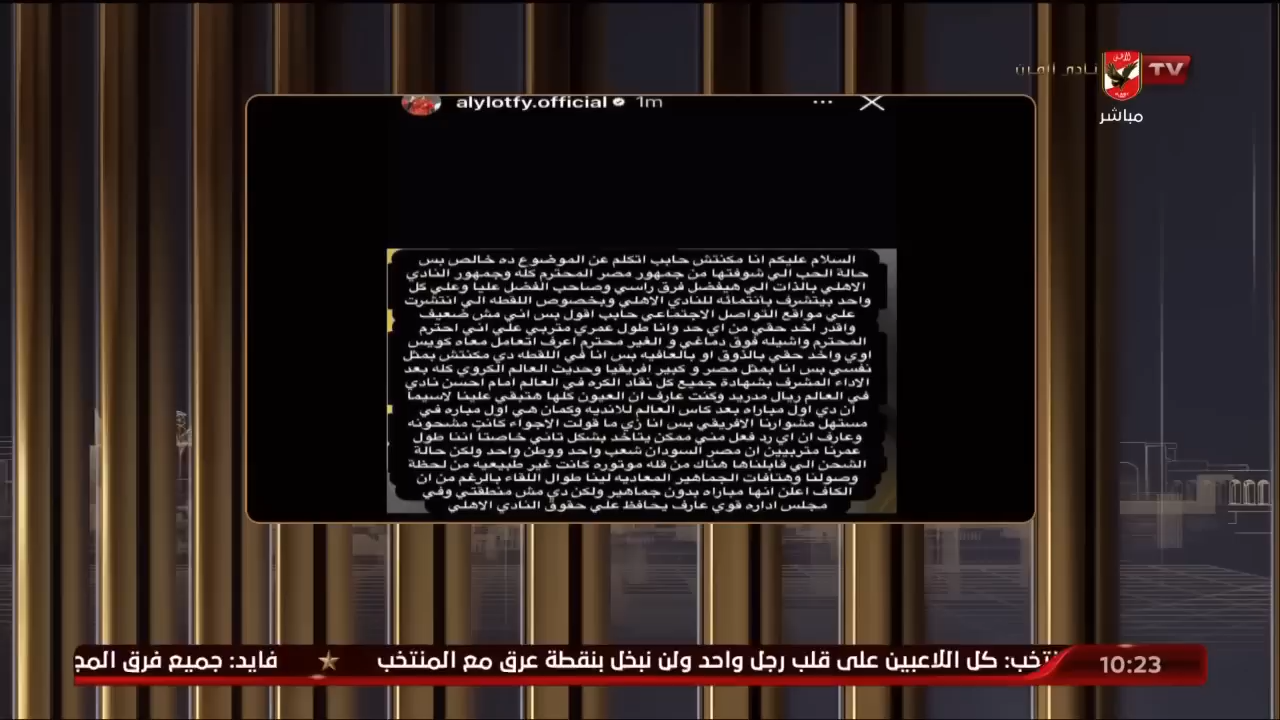 نادي القرن
TV
مباشر
alylotfy.official 1m
السلام عليكم انا مكنتش حابب اتكلم عن الموضوع ده خالص بس
حالة الحب الي شوفتها من جمهور مصر المحترم كله وجمهور النادي
الاهلي بالذات الي هيفضل فرق راسي وصاحب الفضل عليا وعلي كل
واحد بيتشرف بانتمائه للنادي الاهلي وبخصوص اللقطه الي انتشرت
علي مواقع التواصل الاجتماعي حابب اقول بس اني مش ضعيف
واقدر اخد حقي من اي حد وانا طول عمري متربي علي اني احترم
المحترم واشيله فوق دماغي و الغير محترم اعرف اتعامل معاه كويس
اوي واخد حقي بالذوق او بالعافيه بس انا في اللقطه دي مكنتش بمثل
نفسي بس انا بمثل مصر و كبير افريقيا وحديث العالم الكروي كله بعد
الاداء المشرف بشهادة جميع كل نقاد الكره في العالم امام احسن نادي
في العالم ريال مدريد وكنت عارف ان العيون كلها هتبقي علينا لاسيما
ان دي اول مباراه بعد كاس العالم للانديه وكمان هي اول مباره في
مستهل مشوارنا الافريقي بس انا زي ما قولت الاجواء كانت مشحونه
وعارف ان اي رد فعل مني ممكن يتاخد بشكل تاني خاصتا اننا طول
عمرنا متربيين ان مصر السودان شعب واحد ووطن واحد ولكن حالة
الشحن الي قابلناها هناك من قله موتوره كانت غير طبيعيه من لحظة
وصولنا وهتافات الجماهير المعاديه لينا طوال اللقاء بالرغم من ان
الكاف اعلن انها مباراه بدون جماهير ولكن دي مش منطقتي وفي
مجلس اداره قوي عارف يحافظ علي حقوق النادي الاهلي
نتخب: كل اللاعبين على قلب رجل واحد ولن نبخل بنقطة عرق مع المنتخب ★ فايد: جميع فرق المج
10:23